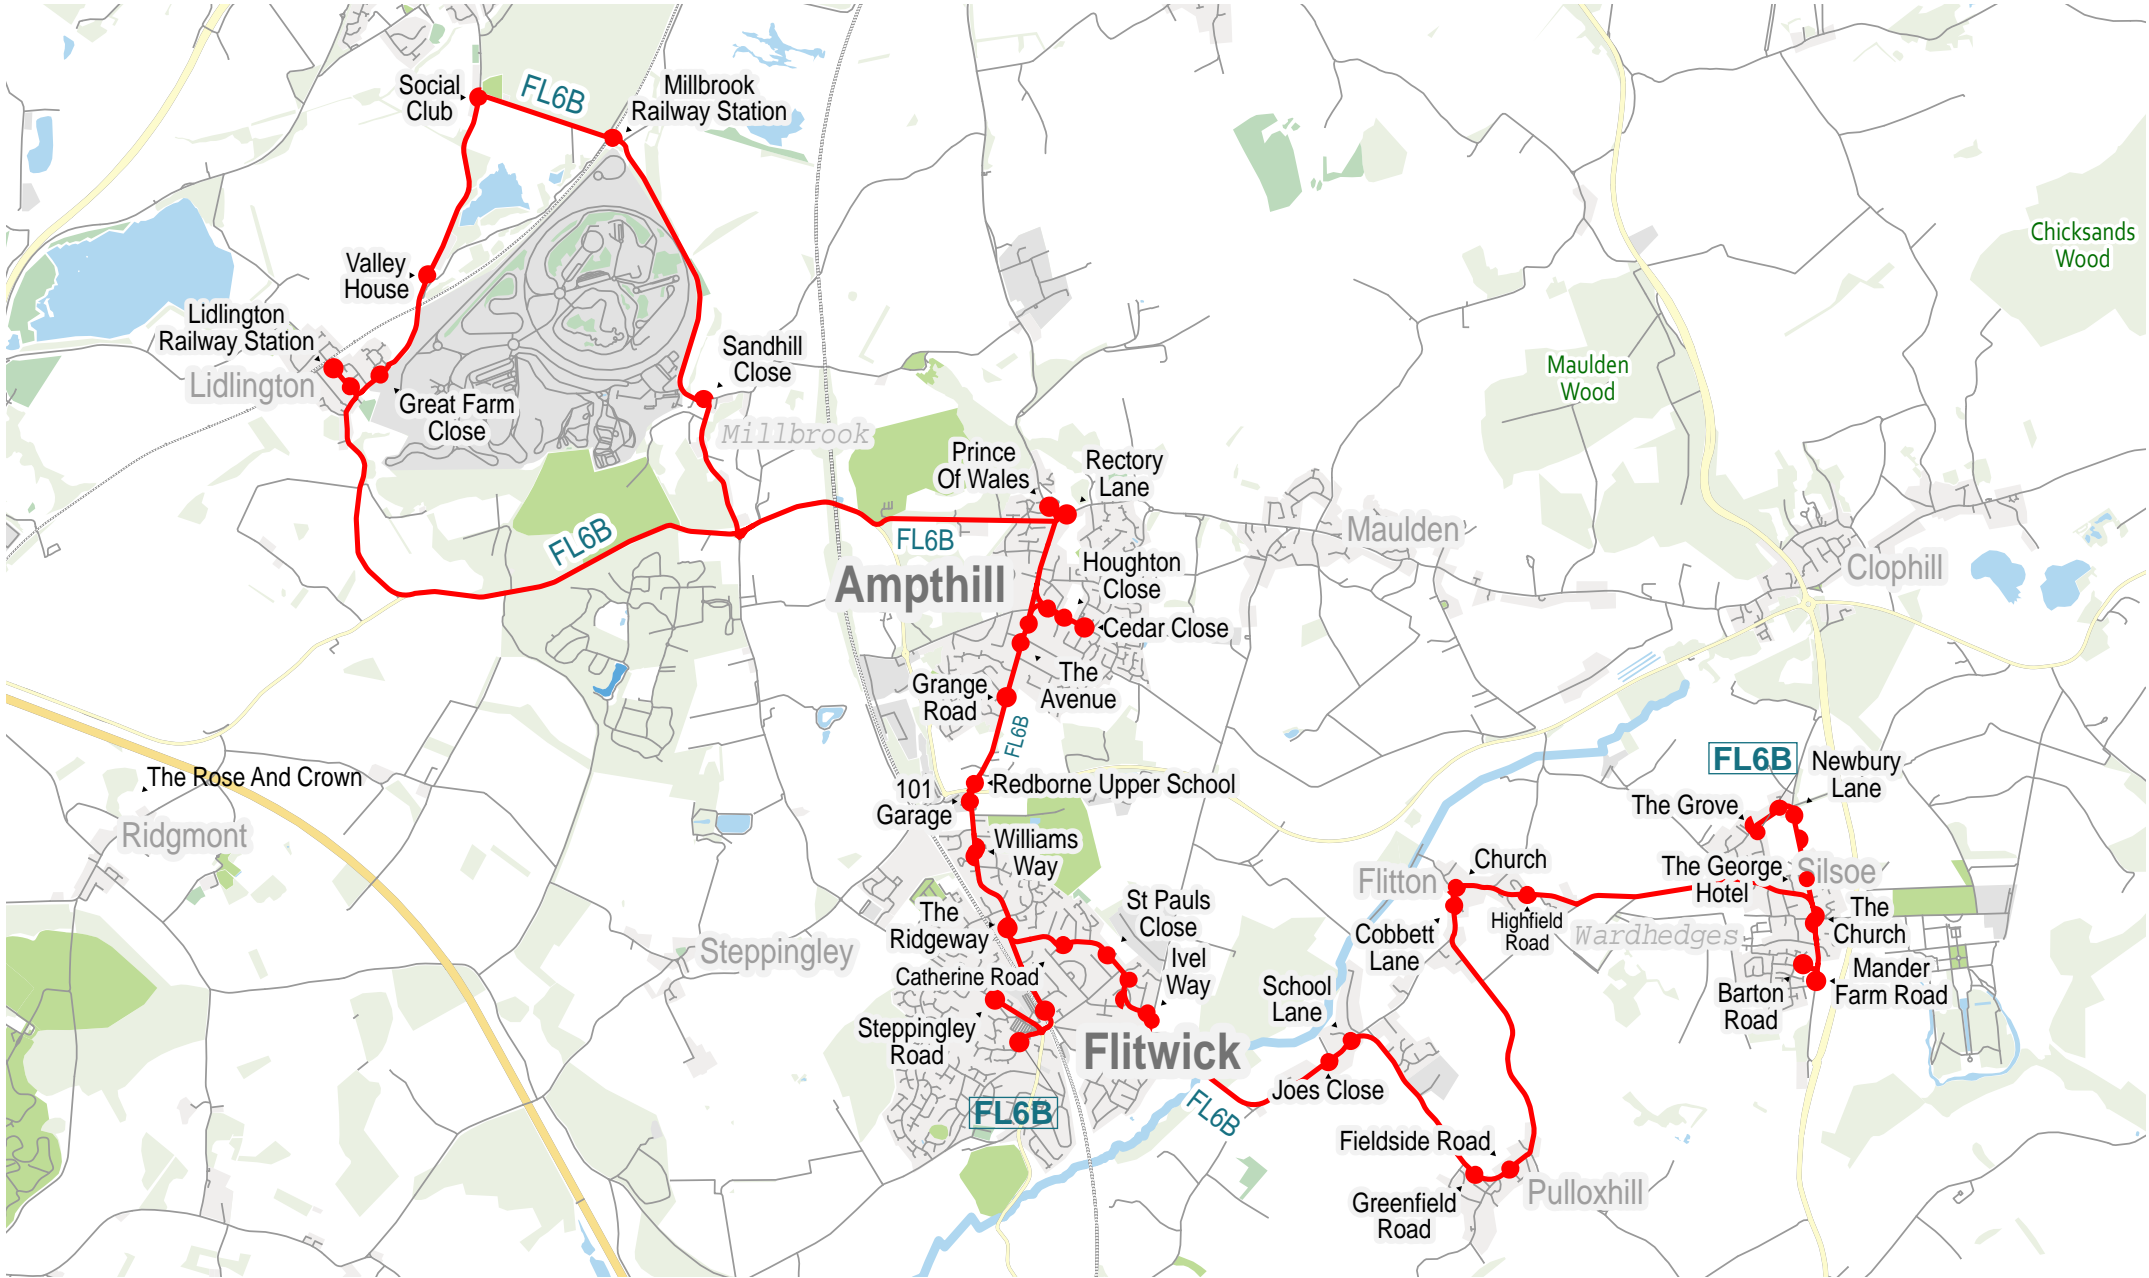 Social
Club
FL6B
Millbrook
Railway Station
Chicksands
Wood
Valley
House
Lidlington
Railway Station
Lidlington
Great Farm
Close
Sandhill
Close
Millbrook
Maulden
Wood
Prince
Of Wales
Rectory
Lane
FL6B
FL6B
Maulden
Ampthill
Houghton
Close
Clophill
Cedar Close
The
Avenue
Grange
Road
FL6B
The Rose And Crown
Ridgmont
101
Garage
Redborne Upper School
FL6B
Newbury
Lane
The Grove
Williams
Way
Church
Flitton
The George
Hotel
Silsoe
St Pauls
Close
The
Ridgeway
Highfield
Road
Wardhedges
The
Church
Cobbett
Lane
Steppingley
Ivel
Way
Catherine Road
School
Lane
Barton
Road
Mander
Farm Road
Steppingley
Road
Flitwick
Joes Close
FL6B
FL6B
Fieldside Road
Greenfield
Road
Pulloxhill